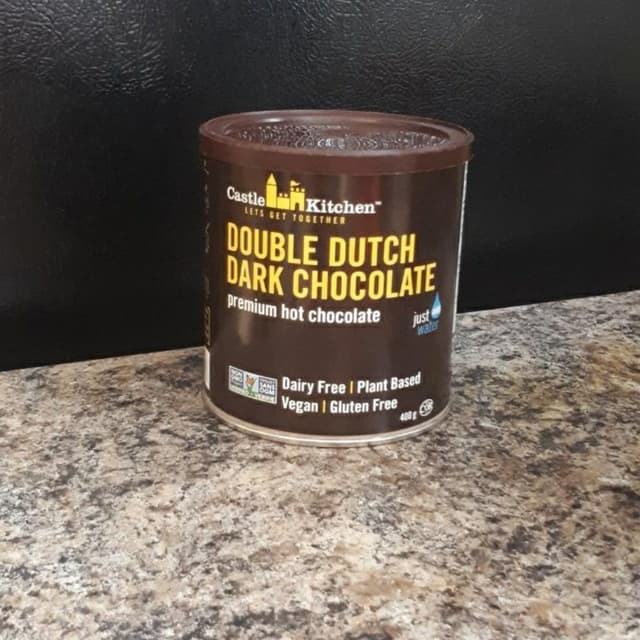 Castle Kitchen™
LETS GET TOGETHER
DOUBLE DUTCH
DARK CHOCOLATE
premium hot chocolate
just add
water
Dairy Free | Plant Based
Vegan | Gluten Free
400 g